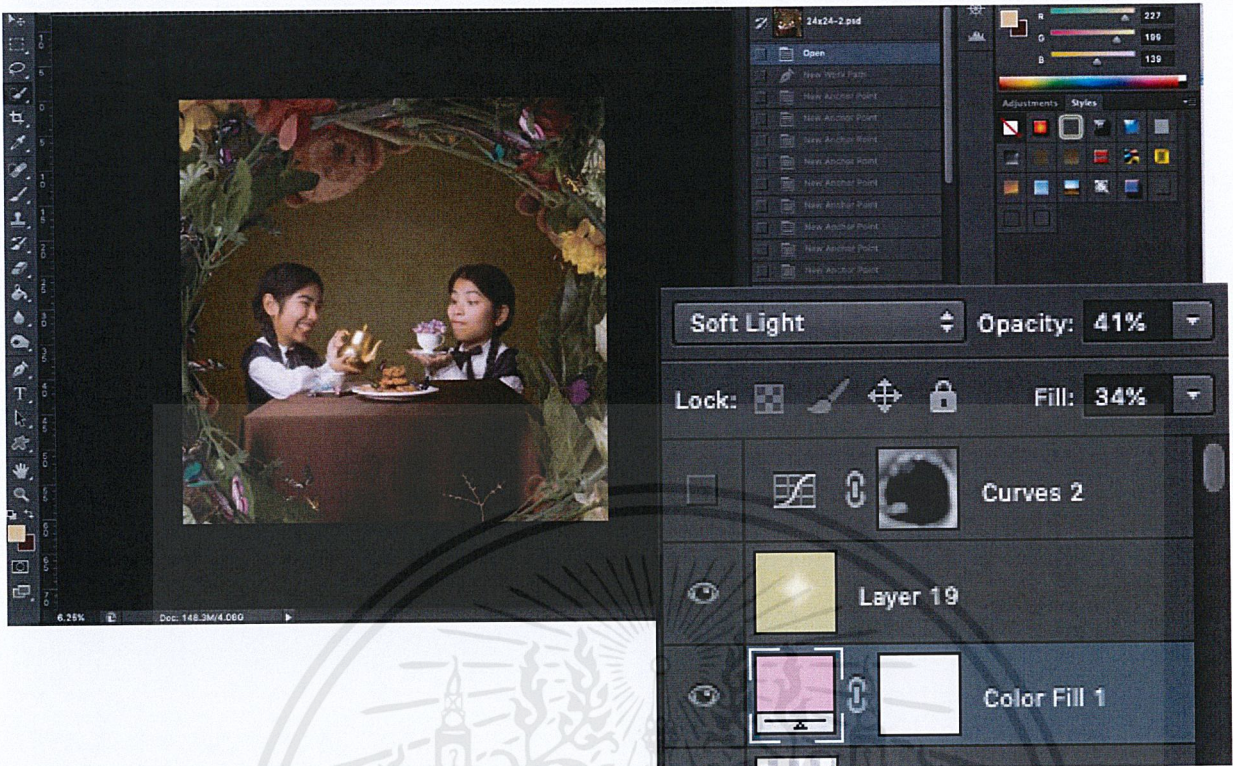 24x24-2.psd
Open
New Work Path
New Anchor Point
New Anchor Point
New Anchor Point
New Anchor Point
New Anchor Point
New Anchor Point
New Anchor Point
New Anchor Point
New Anchor Point
R 227
G 199
B 139
Adjustments Styles
Soft Light Opacity: 41%
Lock: Fill: 34%
Curves 2
Layer 19
Color Fill 1
6.25% Doc: 148.3M/4.06G